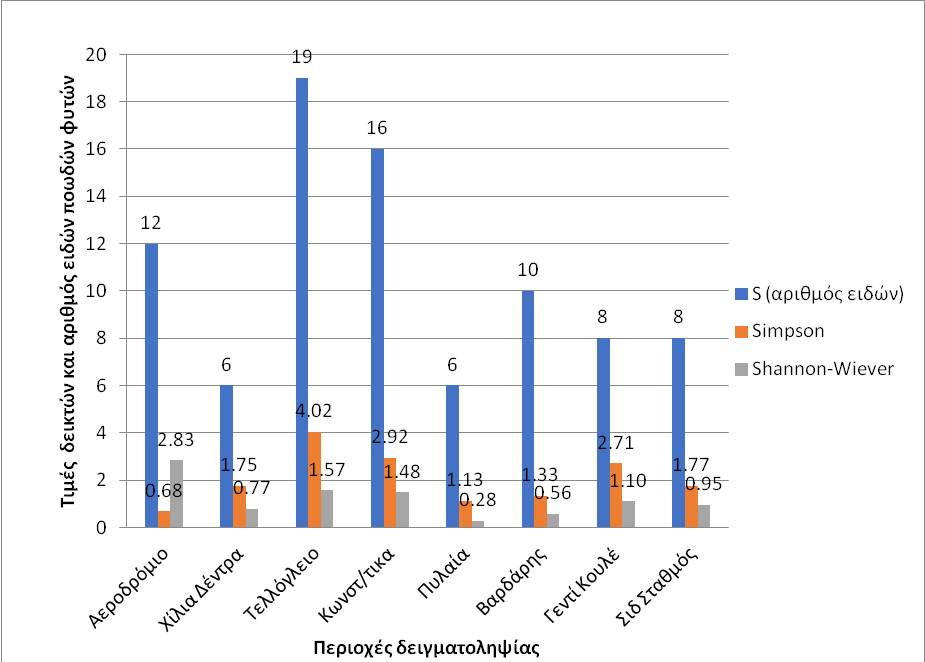 Τιμές δεικτών και αριθμός ειδών ποωδών φυτών
20
18
16
14
12
10
8
6
4
2
0
12
0.68
2.83
6
1.75
0.77
19
4.02
1.57
16
2.92
1.48
6
1.13
0.28
10
1.33
0.56
8
2.71
1.10
8
1.77
0.95
Αεροδρόμιο
Χίλια Δέντρα
Τελλόγλειο
Κωνστ/τικα
Πυλαία
Βαρδάρης
Γεντί Κουλέ
Σιδ Σταθμός
Περιοχές δειγματοληψίας
S (αριθμός ειδών)
Simpson
Shannon-Wiever